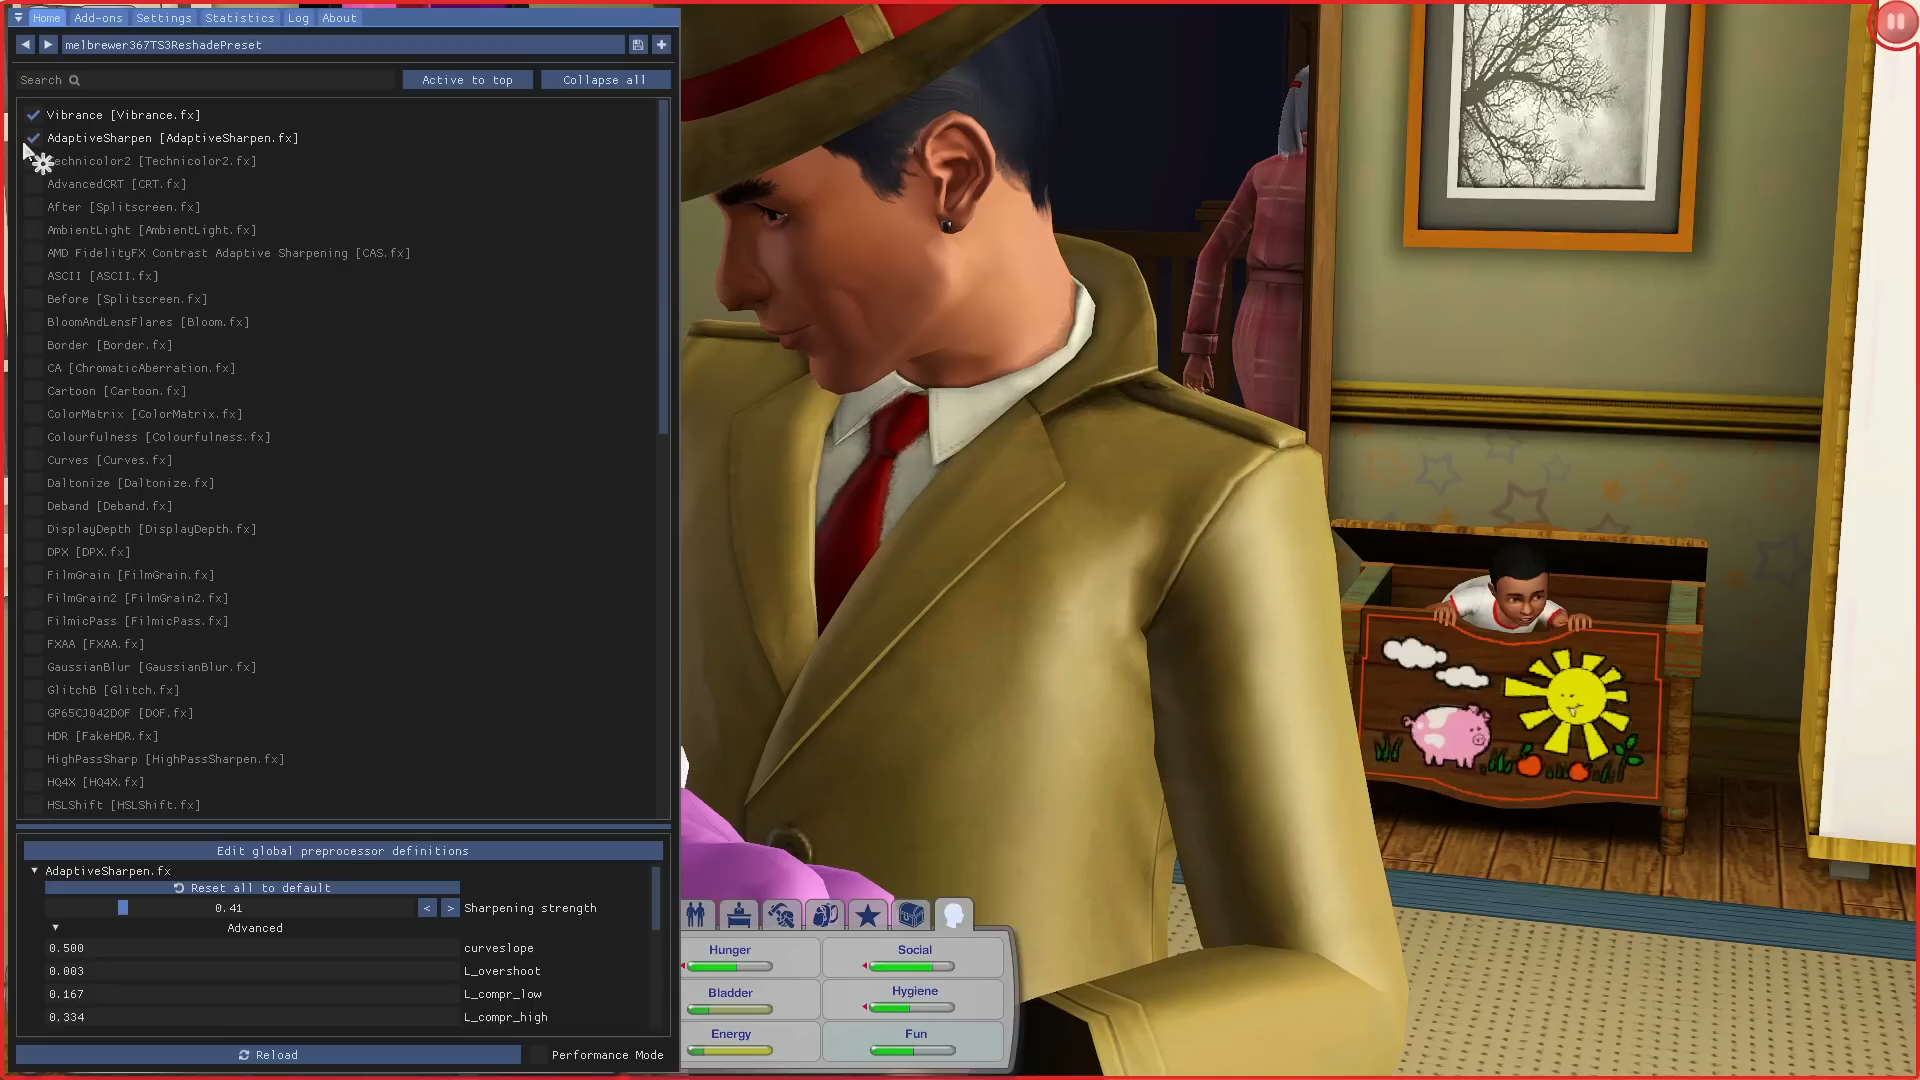 Home Add-ons Settings Statistics Log About
melbrewer367TS3ReshadePreset
Search Active to top Collapse all
Vibrance [Vibrance.fx]
AdaptiveSharpen [AdaptiveSharpen.fx]
echnicolor2 [Technicolor2.fx]
AdvancedCRT [CRT.fx]
After [Splitscreen.fx]
AmbientLight [AmbientLight.fx]
AMD FidelityFX Contrast Adaptive Sharpening [CAS.fx]
ASCII [ASCII.fx]
Before [Splitscreen.fx]
BloomAndLensFlares [Bloom.fx]
Border [Border.fx]
CA [ChromaticAberration.fx]
Cartoon [Cartoon.fx]
ColorMatrix [ColorMatrix.fx]
Colourfulness [Colourfulness.fx]
Curves [Curves.fx]
Daltonize [Daltonize.fx]
Deband [Deband.fx]
DisplayDepth [DisplayDepth.fx]
DPX [DPX.fx]
FilmGrain [FilmGrain.fx]
FilmGrain2 [FilmGrain2.fx]
FilmicPass [FilmicPass.fx]
FXAA [FXAA.fx]
GaussianBlur [GaussianBlur.fx]
GlitchB [Glitch.fx]
GP65CJ042DOF [DOF.fx]
HDR [FakeHDR.fx]
HighPassSharp [HighPassSharpen.fx]
HQ4X [HQ4X.fx]
HSLShift [HSLShift.fx]
Edit global preprocessor definitions
AdaptiveSharpen.fx
Reset all to default
0.41 < > Sharpening strength
Advanced
0.500 curveslope
0.003 L_overshoot
0.167 L_compr_low
0.334 L_compr_high
Reload Performance Mode
Hunger Social
Bladder Hygiene
Energy Fun